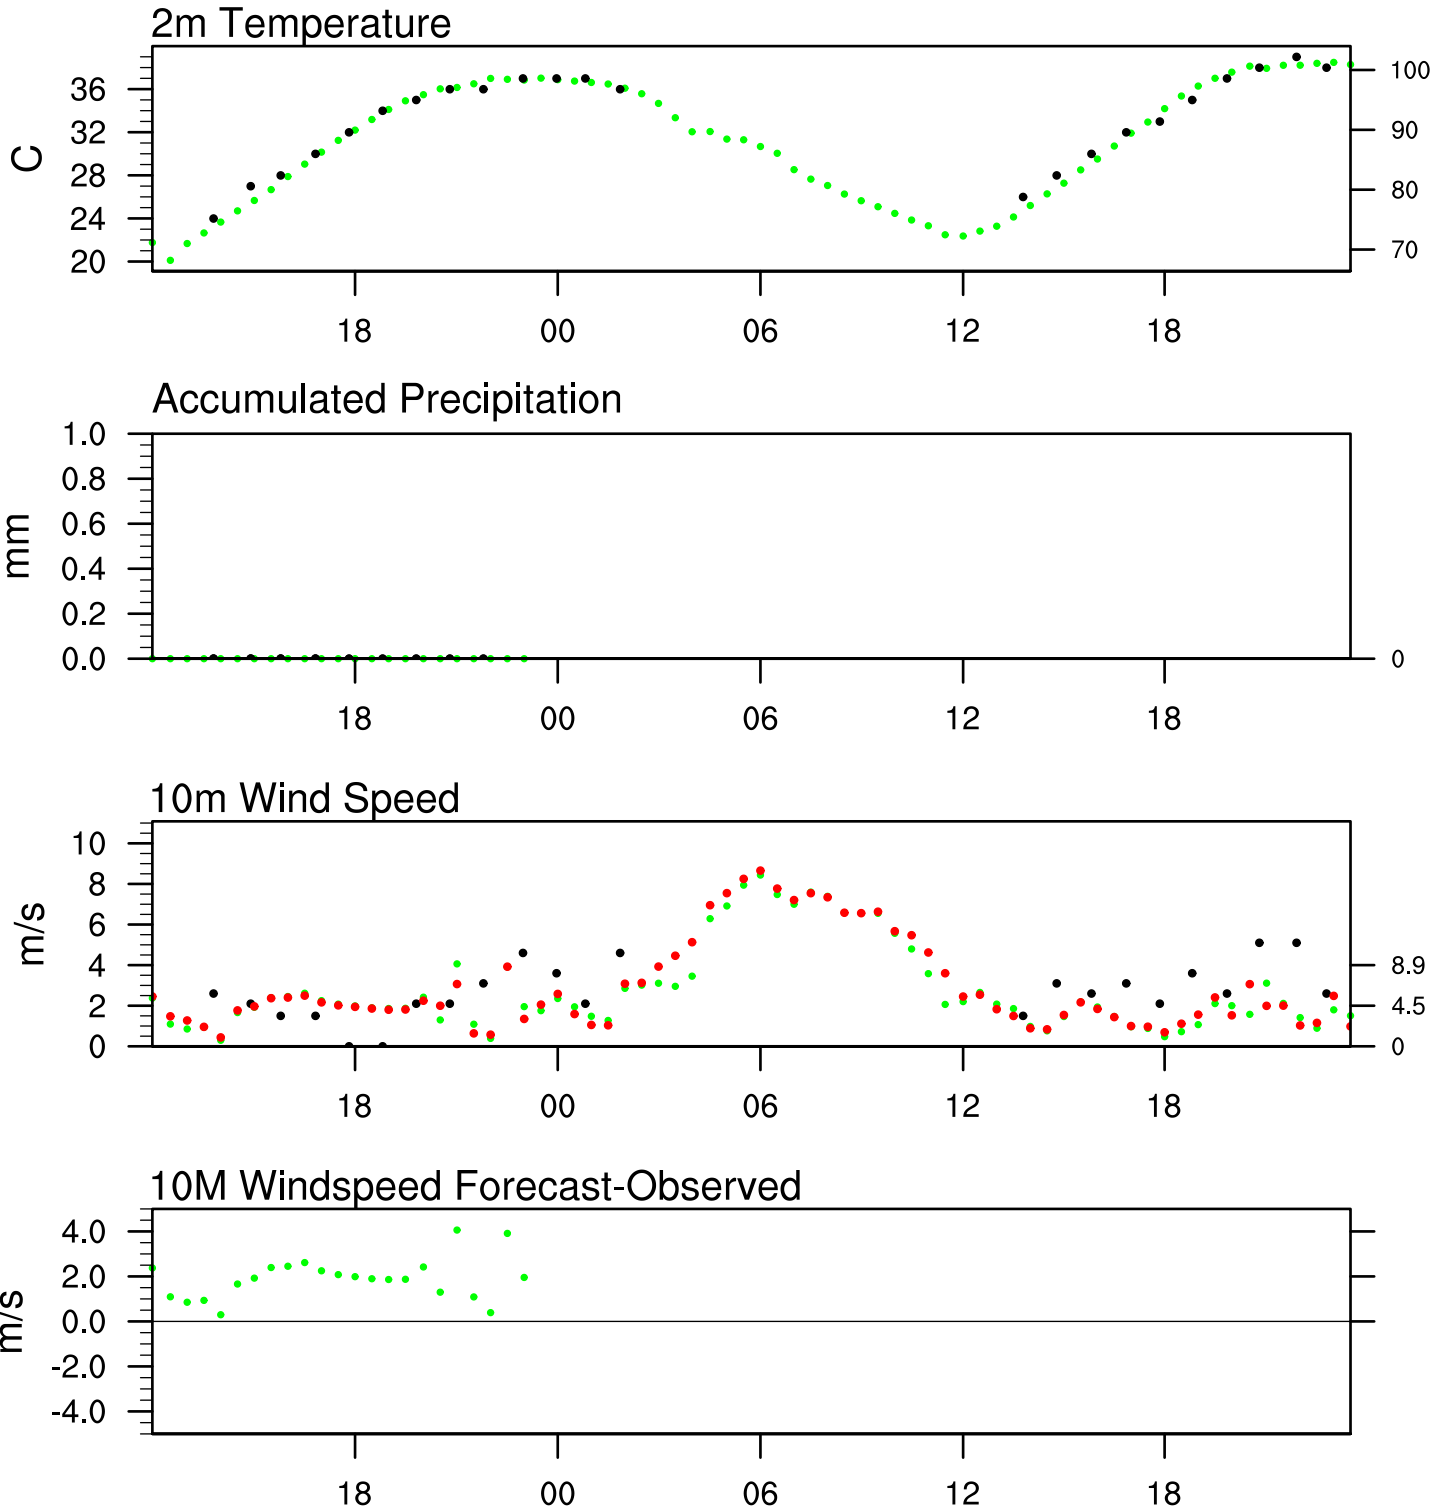 2m Temperature
C
36
32
28
24
20
100
90
80
70
18 00 06 12 18
Accumulated Precipitation
mm
1.0
0.8
0.6
0.4
0.2
0.0
0
18 00 06 12 18
10m Wind Speed
m/s
10
8
6
4
2
0
8.9
4.5
0
18 00 06 12 18
10M Windspeed Forecast-Observed
m/s
4.0
2.0
0.0
-2.0
-4.0
18 00 06 12 18